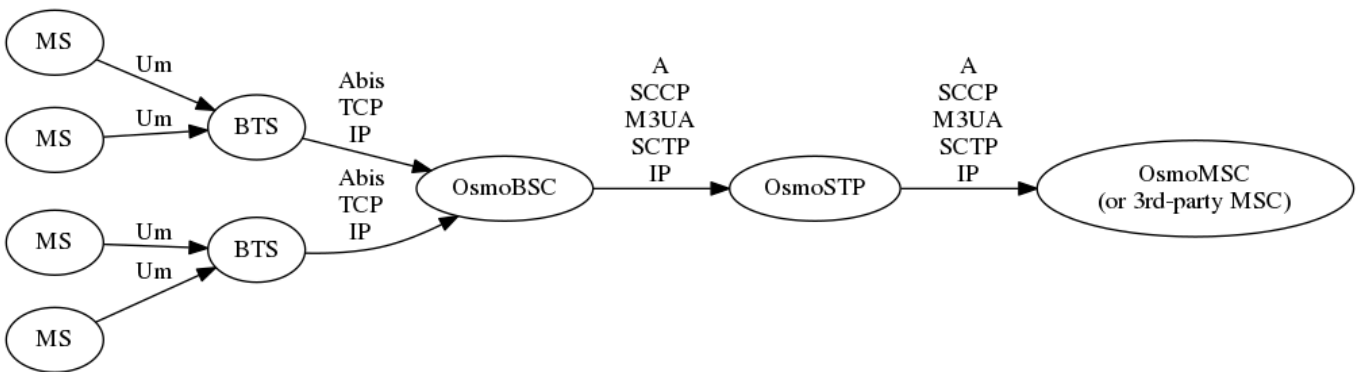 MS
Um
MS
Um
BTS
Abis
TCP
IP
MS
Um
MS
Um
BTS
Abis
TCP
IP
OsmoBSC
A
SCCP
M3UA
SCTP
IP
OsmoSTP
A
SCCP
M3UA
SCTP
IP
OsmoMSC
(or 3rd-party MSC)